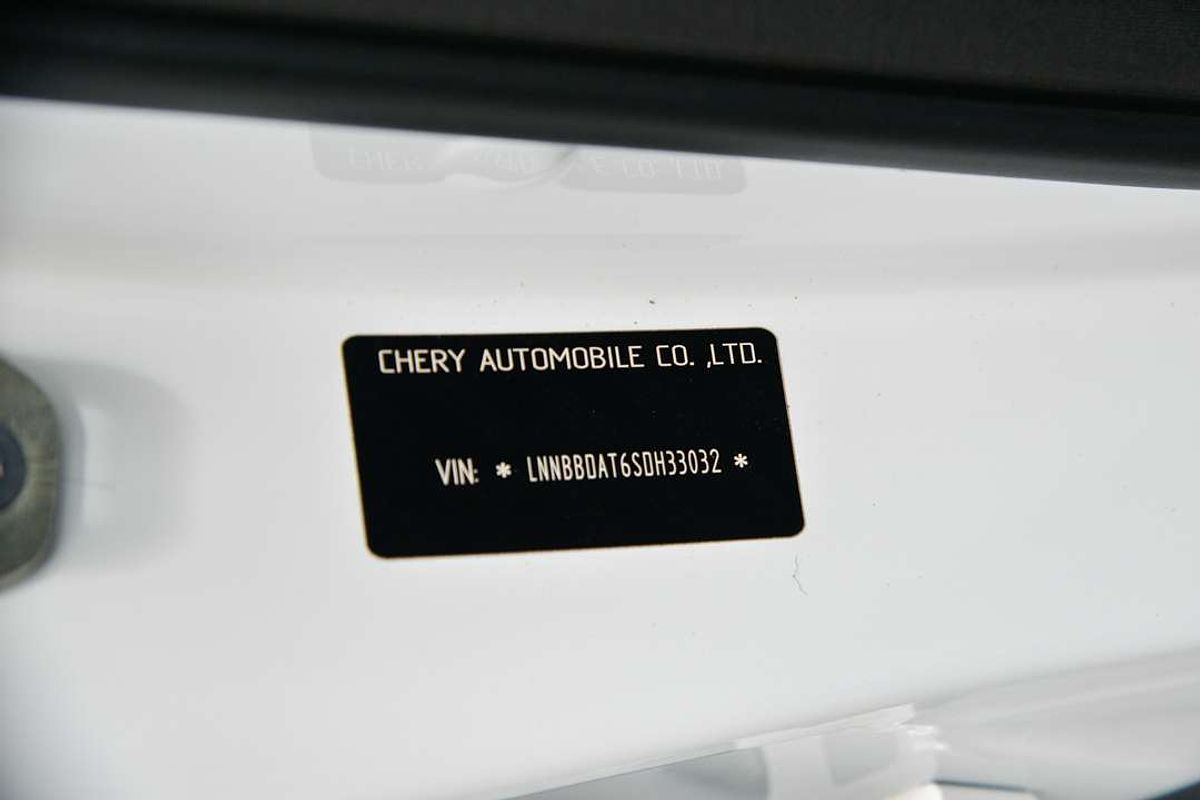 CHERY AUTOMOBILE CO. ,LTD.
VIN: * LNNBBDAT6SDH33032 *